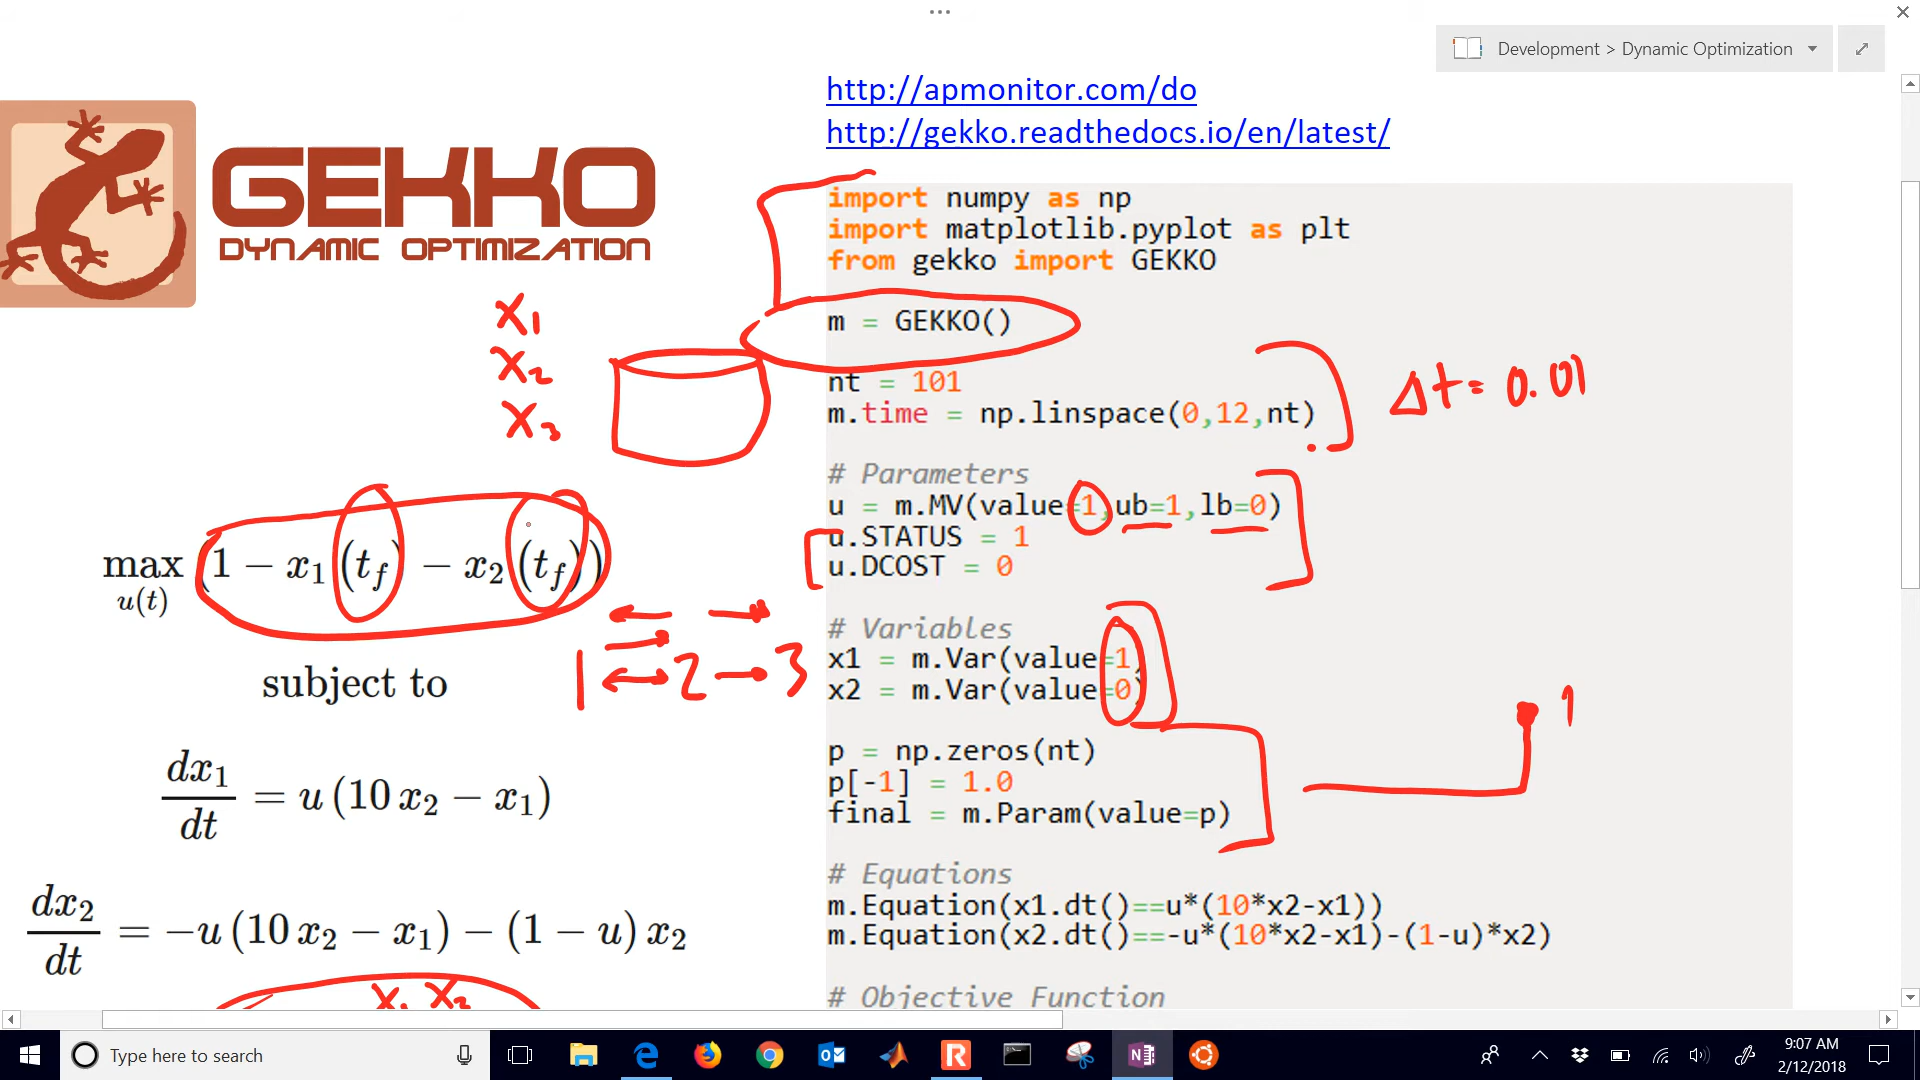 Development > Dynamic Optimization
http://apmonitor.com/do
http://gekko.readthedocs.io/en/latest/
GEKKO
DYNAMIC OPTIMIZATION
import numpy as np
import matplotlib.pyplot as plt
from gekko import GEKKO
m = GEKKO()
nt = 101
m.time = np.linspace(0,12,nt)
Δt = 0.01
# Parameters
u = m.MV(value=1,ub=1,lb=0)
u.STATUS = 1
u.DCOST = 0
# Variables
x1 = m.Var(value=1)
x2 = m.Var(value=0)
1
p = np.zeros(nt)
p[-1] = 1.0
final = m.Param(value=p)
# Equations
m.Equation(x1.dt()==u*(10*x2-x1))
m.Equation(x2.dt()==-u*(10*x2-x1)-(1-u)*x2)
# Objective Function
x₁
x₂
x₃
max (1 − x₁ (t_f) − x₂ (t_f))
u(t)
1 ↔ 2 → 3
subject to
dx₁/dt = u (10 x₂ − x₁)
dx₂/dt = −u (10 x₂ − x₁) − (1 − u) x₂
x₁ x₂
Type here to search
9:07 AM
2/12/2018